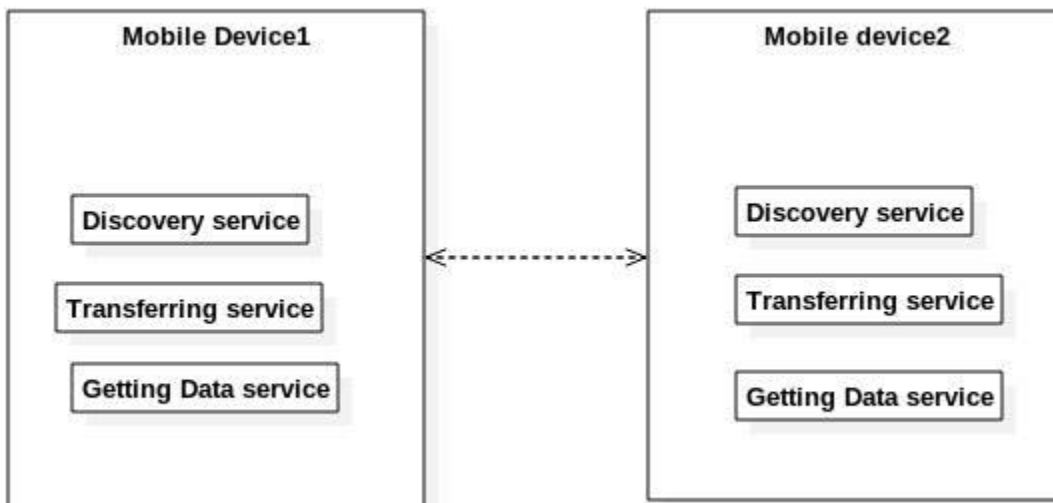 Mobile Device1
Discovery service
Transferring service
Getting Data service
Mobile device2
Discovery service
Transferring service
Getting Data service